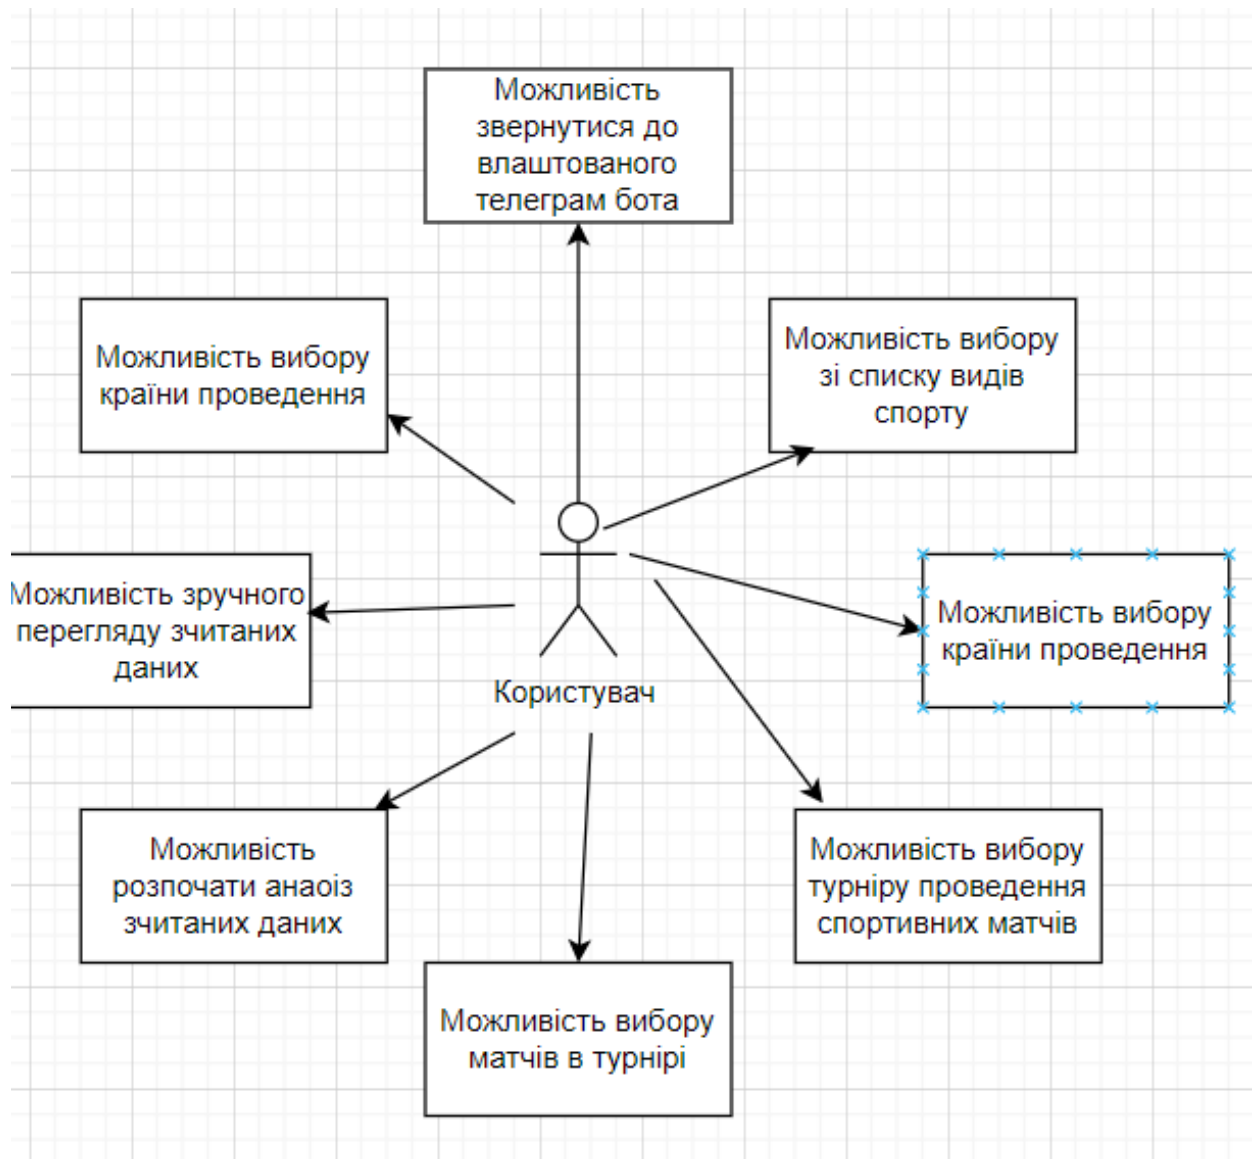 Можливість
звернутися до
влаштованого
телеграм бота
Можливість вибору
країни проведення
Можливість вибору
зі списку видів
спорту
Можливість зручного
перегляду зчитаних
даних
Можливість вибору
країни проведення
Користувач
Можливість
розпочати анаоіз
зчитаних даних
Можливість вибору
турніру проведення
спортивних матчів
Можливість вибору
матчів в турнірі